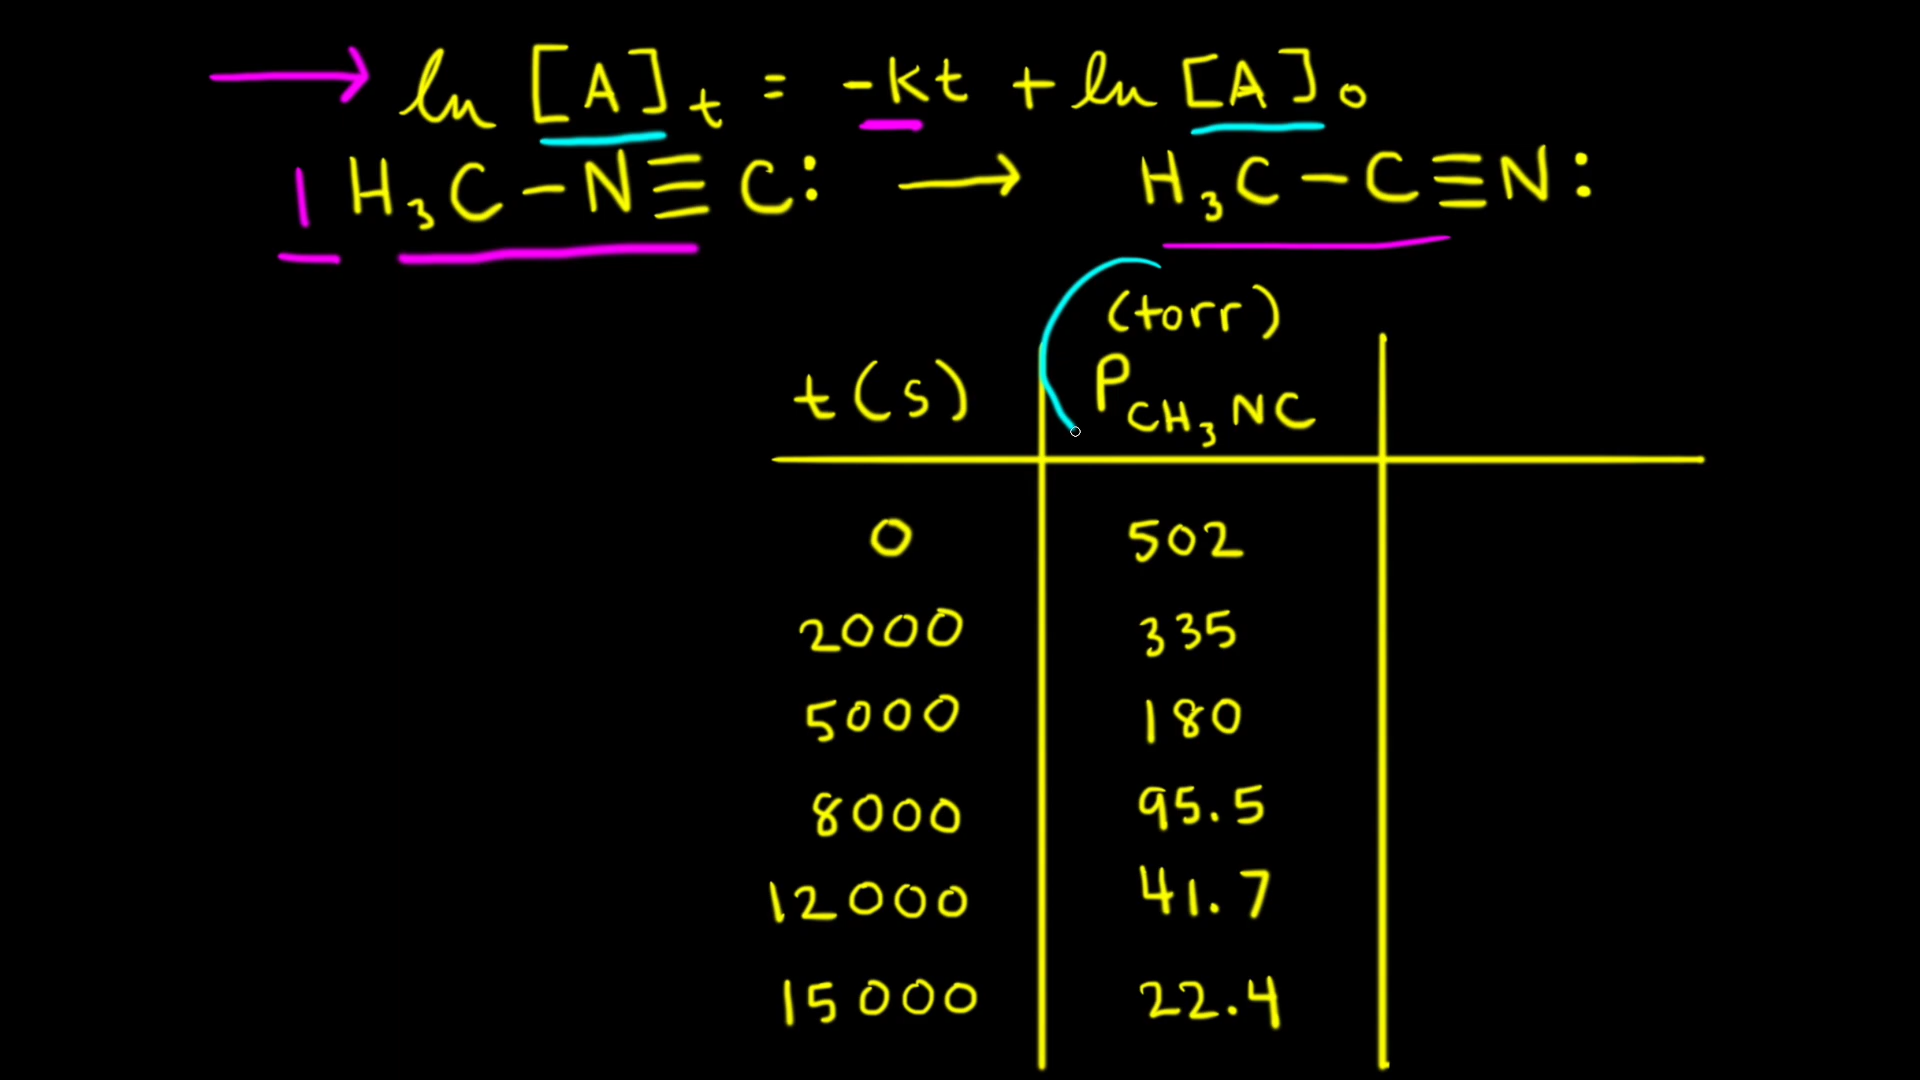 → ln [A]t = -kt + ln [A]₀
1 H₃C-N≡C: → H₃C-C≡N:
(torr)
t(s) P CH₃NC
0 502
2000 335
5000 180
8000 95.5
12000 41.7
15000 22.4